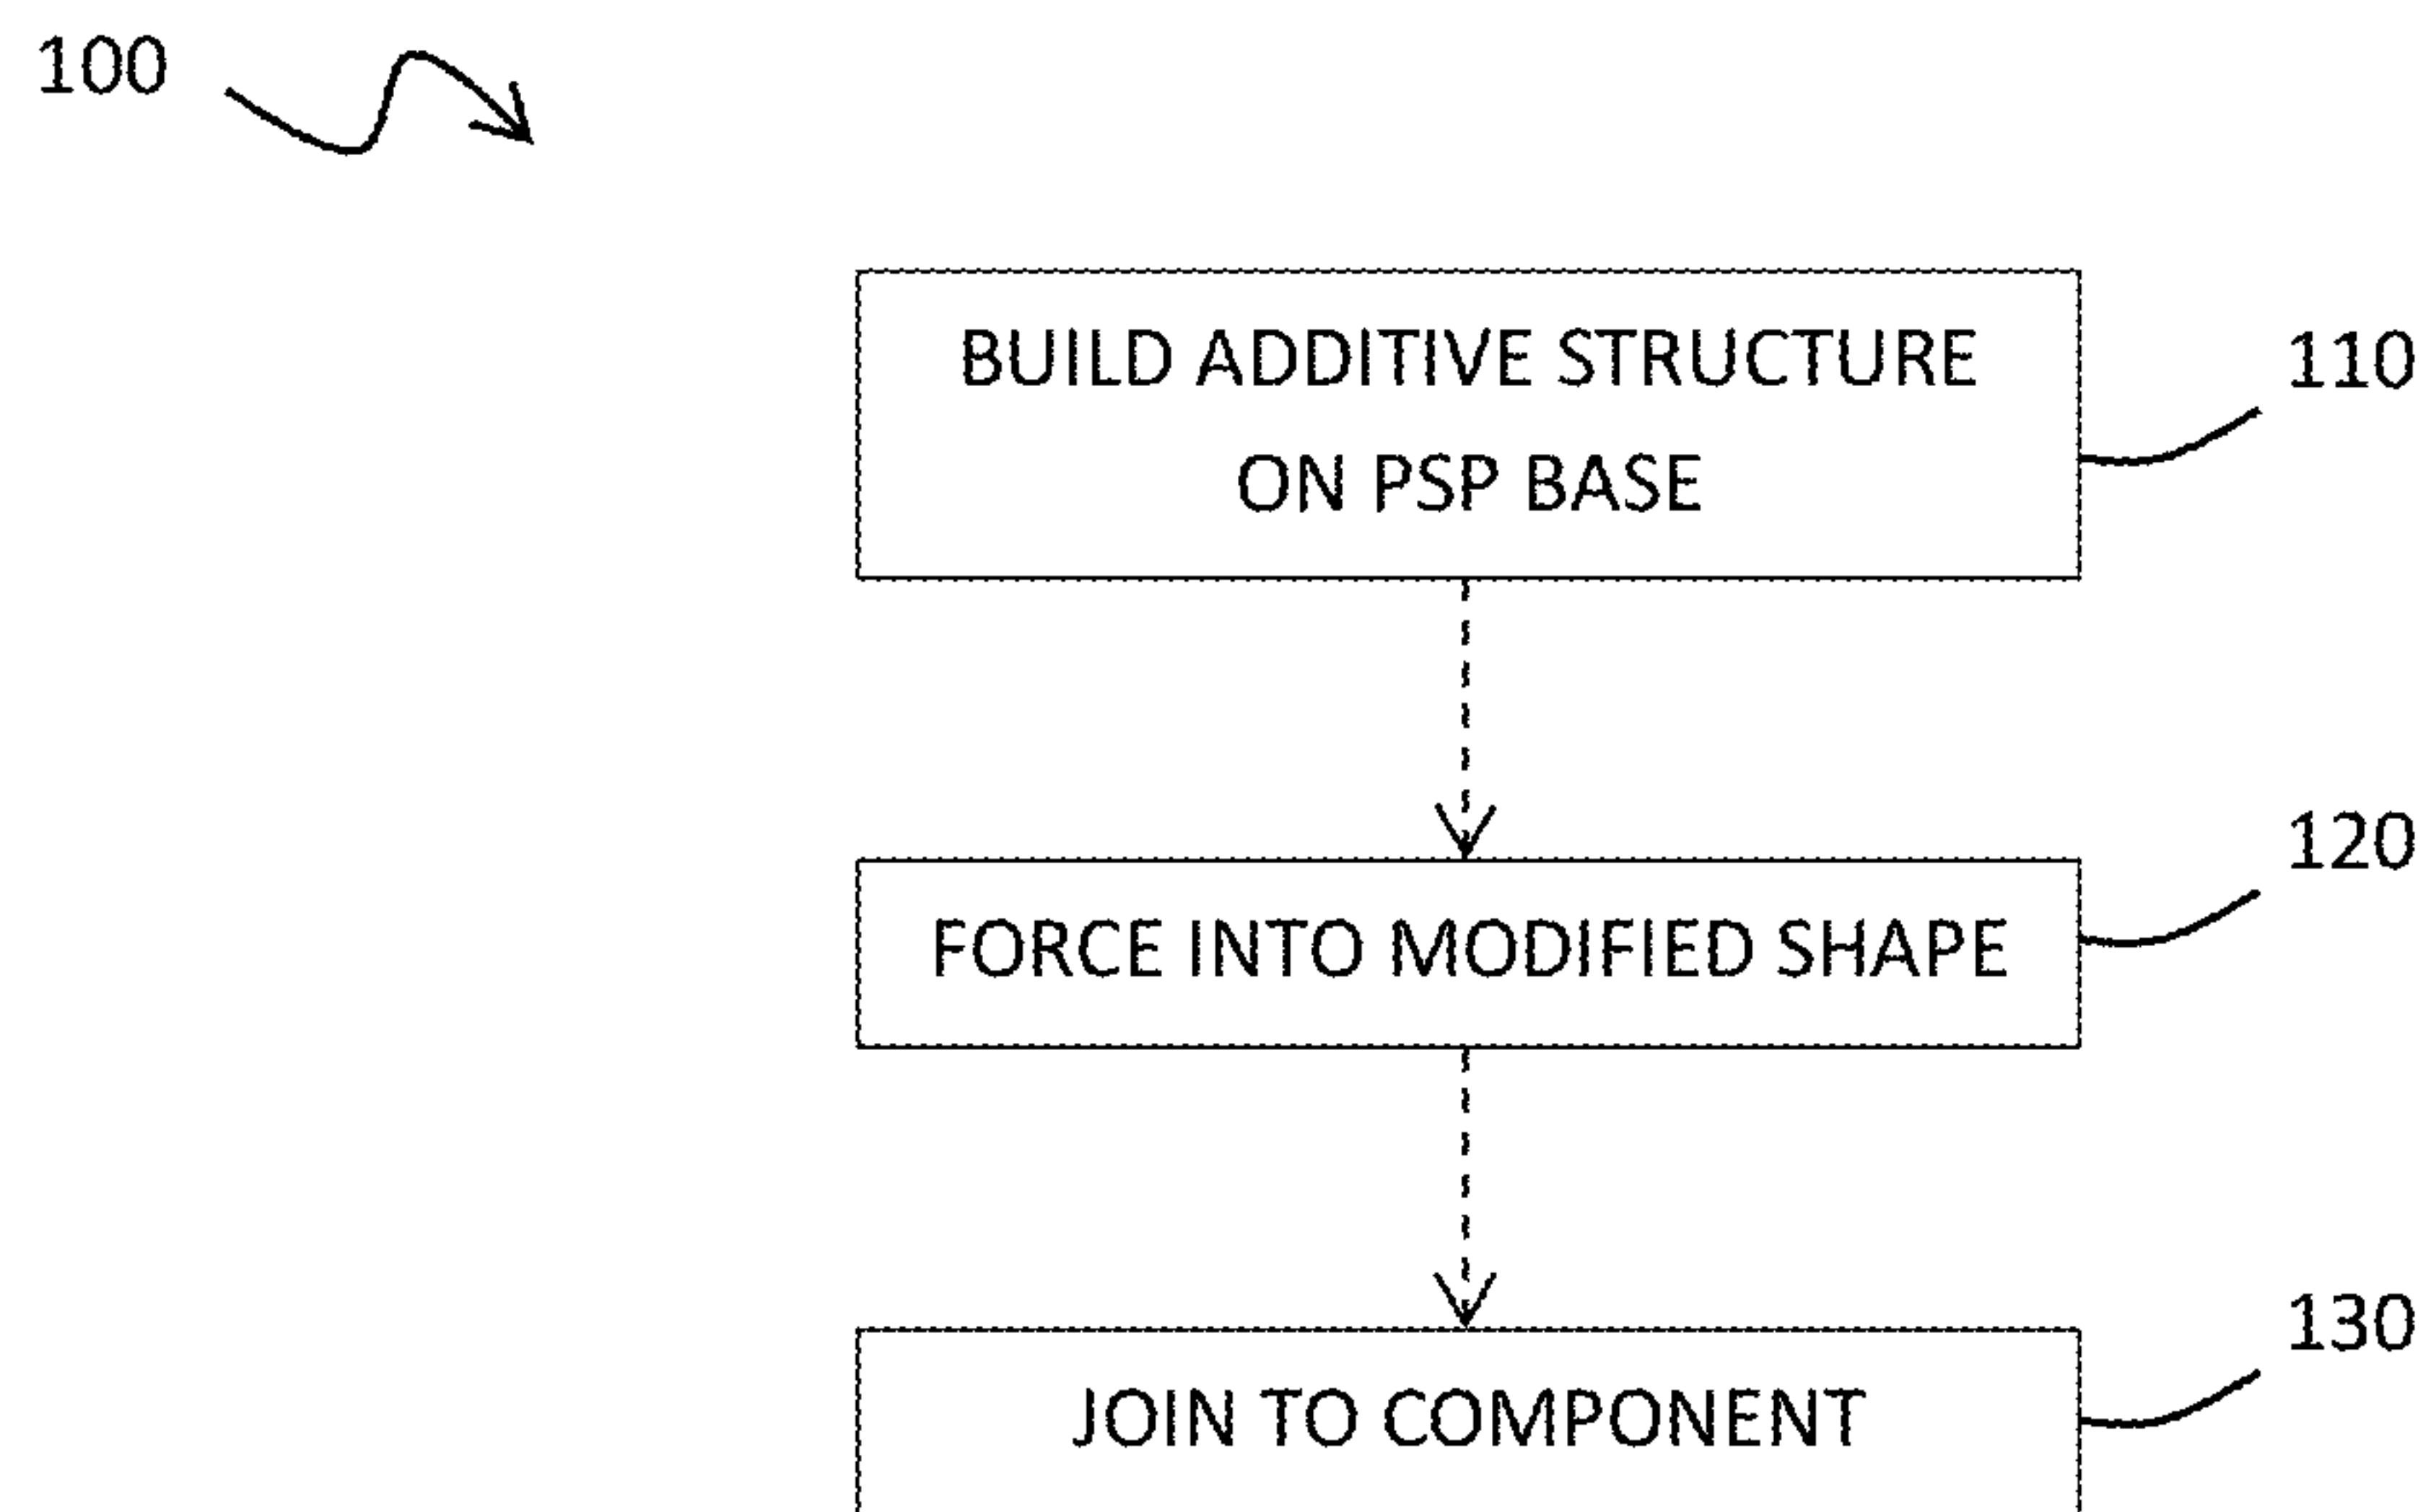 100
BUILD ADDITIVE STRUCTURE
ON PSP BASE
110
FORCE INTO MODIFIED SHAPE
120
JOIN TO COMPONENT
130